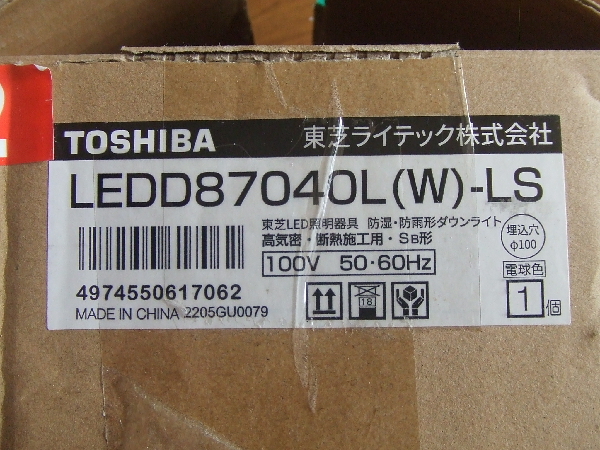 TOSHIBA 東芝ライテック株式会社
LEDD87040L(W)-LS
東芝LED照明器具 防湿・防雨形ダウンライト
高気密・断熱施工用・SB形
埋込穴
φ100
100V 50・60Hz
電球色
4974550617062
18
1個
MADE IN CHINA 2205GU0079